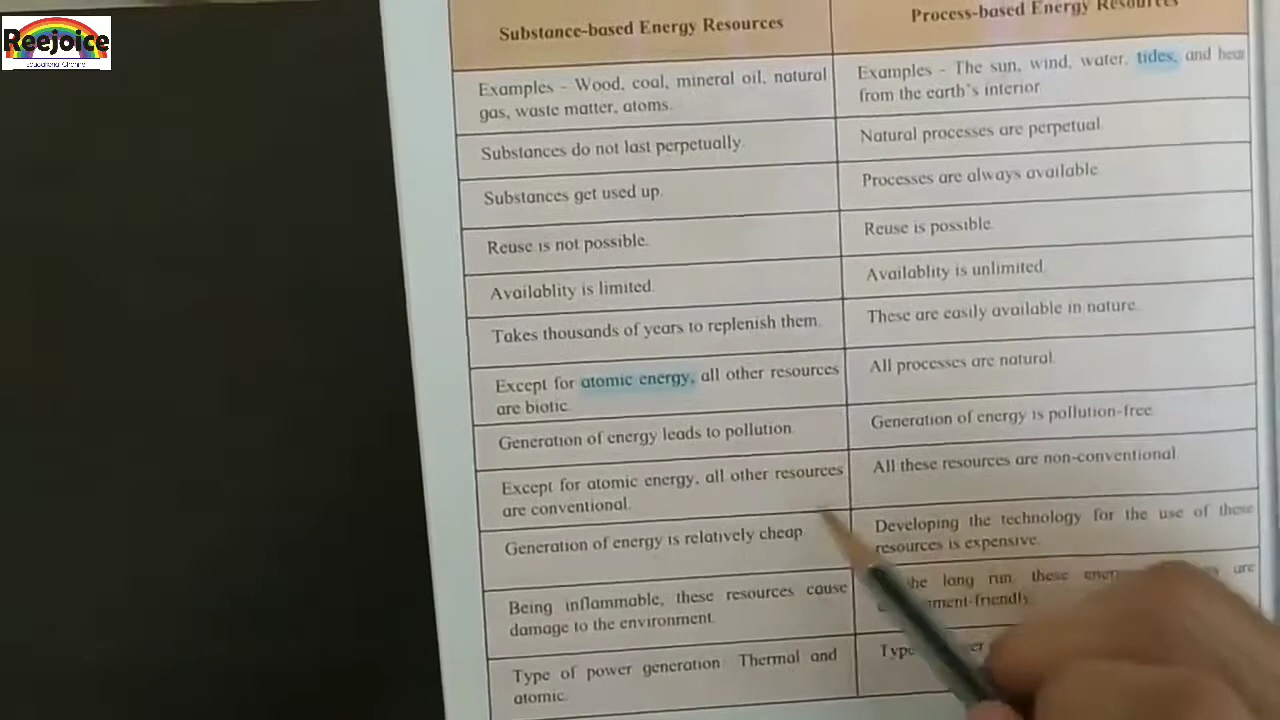 Reejoice
Educational Channel
Substance-based Energy Resources
Process-based Energy Resources
Examples - Wood, coal, mineral oil, natural
gas, waste matter, atoms.
Examples - The sun, wind, water, tides, and heat
from the earth's interior
Substances do not last perpetually.
Natural processes are perpetual
Substances get used up.
Processes are always available
Reuse is not possible.
Reuse is possible.
Availablity is limited.
Availablity is unlimited.
Takes thousands of years to replenish them.
These are easily available in nature.
Except for atomic energy, all other resources
are biotic.
All processes are natural.
Generation of energy leads to pollution.
Generation of energy is pollution-free
Except for atomic energy, all other resources
are conventional.
All these resources are non-conventional.
Generation of energy is relatively cheap
Developing the technology for the use of these
resources is expensive.
Being inflammable, these resources cause
damage to the environment.
the long run, these are
Type of power generation Thermal and
atomic.
Type